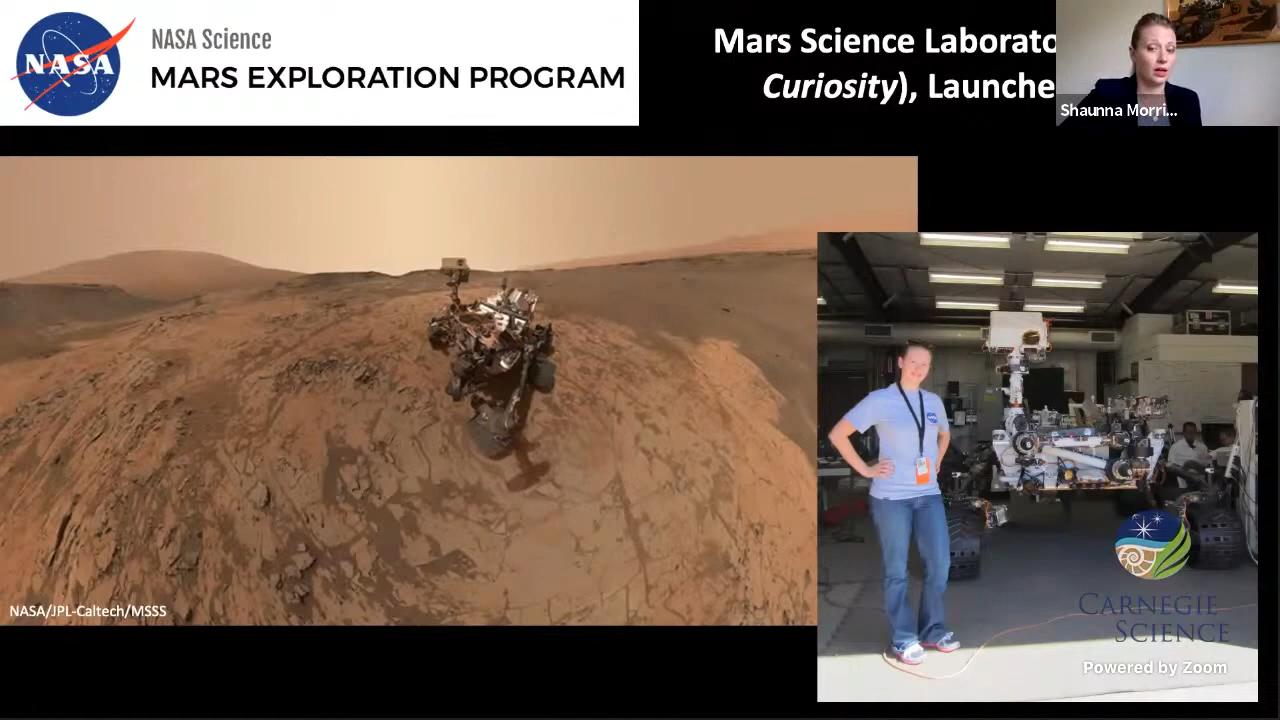 NASA
NASA Science
MARS EXPLORATION PROGRAM
Mars Science Laborato
Curiosity), Launche
Shaunna Morri...
NASA/JPL-Caltech/MSSS
CARNEGIE
SCIENCE
Powered by Zoom